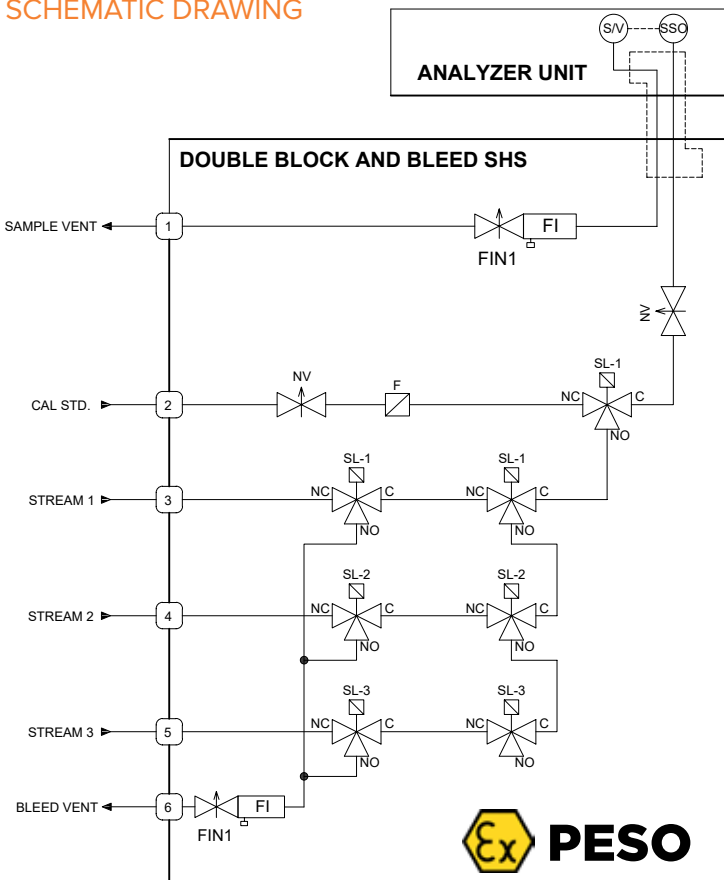 SCHEMATIC DRAWING
S/V SSO
ANALYZER UNIT
DOUBLE BLOCK AND BLEED SHS
SAMPLE VENT 1 FI
FIN1
NV
SL-1
NV F
CAL STD. 2 NC C
NO
SL-1 SL-1
STREAM 1 3 NC C NC C
NO NO
SL-2 SL-2
STREAM 2 4 NC C NC C
NO NO
SL-3 SL-3
STREAM 3 5 NC C NC C
NO NO
BLEED VENT 6 FI
FIN1
Ex PESO